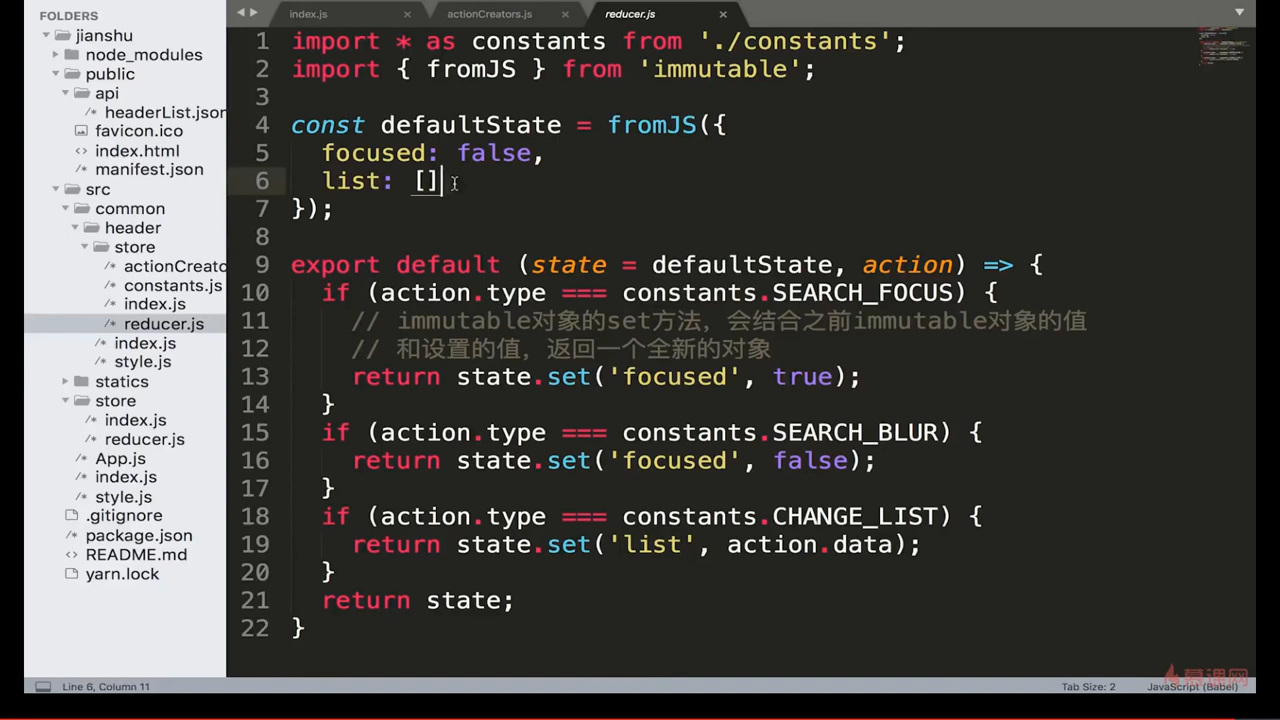 FOLDERS
jianshu
node_modules
public
api
headerList.json
favicon.ico
index.html
manifest.json
src
common
header
store
actionCreato
constants.js
index.js
reducer.js
index.js
style.js
statics
store
index.js
reducer.js
App.js
index.js
style.js
.gitignore
package.json
README.md
yarn.lock
index.js
actionCreators.js
reducer.js
1 import * as constants from './constants';
2 import { fromJS } from 'immutable';
3
4 const defaultState = fromJS({
5   focused: false,
6   list: []
7 });
8
9 export default (state = defaultState, action) => {
10   if (action.type === constants.SEARCH_FOCUS) {
11     // immutable对象的set方法，会结合之前immutable对象的值
12     // 和设置的值，返回一个全新的对象
13     return state.set('focused', true);
14   }
15   if (action.type === constants.SEARCH_BLUR) {
16     return state.set('focused', false);
17   }
18   if (action.type === constants.CHANGE_LIST) {
19     return state.set('list', action.data);
20   }
21   return state;
22 }
慕课网
Line 6, Column 11
Tab Size: 2
JavaScript (Babel)